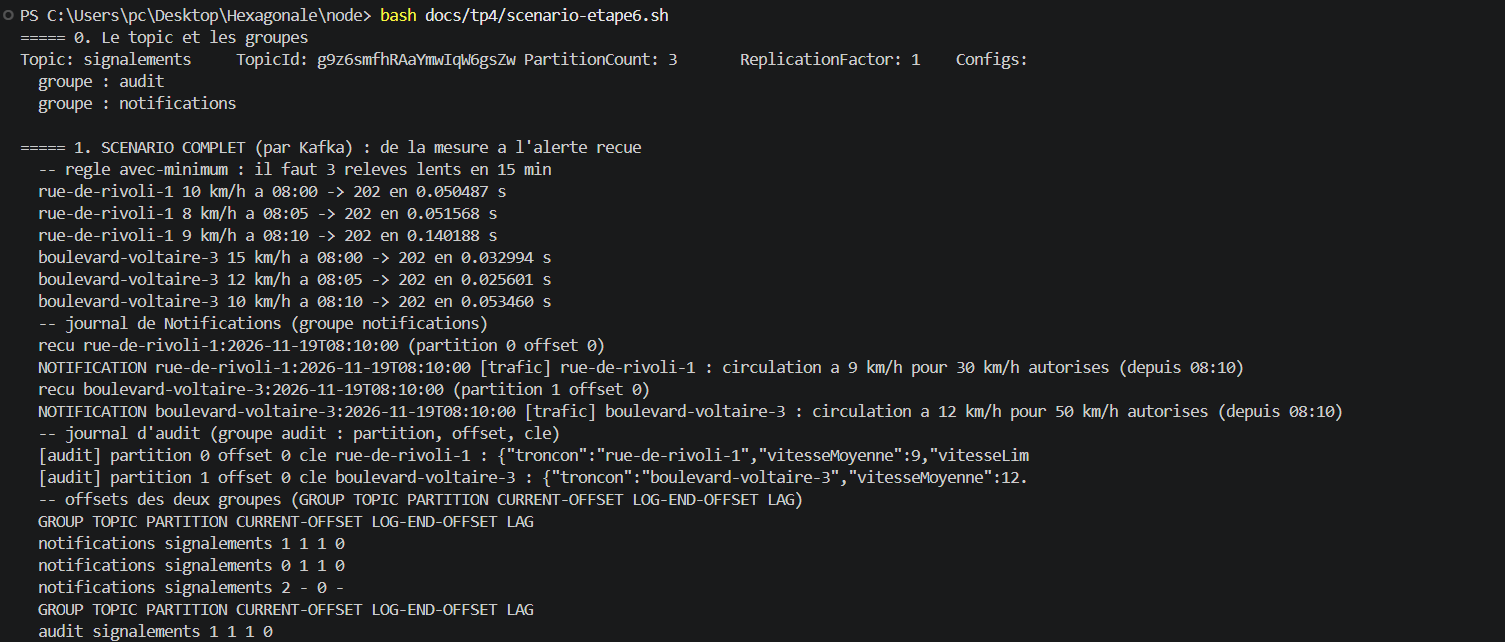 PS C:\Users\pc\Desktop\Hexagonale\node> bash docs/tp4/scenario-etape6.sh
===== 0. Le topic et les groupes
Topic: signalements     TopicId: g9z6smfhRAaYmwIqW6gsZw PartitionCount: 3       ReplicationFactor: 1    Configs:
  groupe : audit
  groupe : notifications

===== 1. SCENARIO COMPLET (par Kafka) : de la mesure a l'alerte recue
  -- regle avec-minimum : il faut 3 releves lents en 15 min
  rue-de-rivoli-1 10 km/h a 08:00 -> 202 en 0.050487 s
  rue-de-rivoli-1 8 km/h a 08:05 -> 202 en 0.051568 s
  rue-de-rivoli-1 9 km/h a 08:10 -> 202 en 0.140188 s
  boulevard-voltaire-3 15 km/h a 08:00 -> 202 en 0.032994 s
  boulevard-voltaire-3 12 km/h a 08:05 -> 202 en 0.025601 s
  boulevard-voltaire-3 10 km/h a 08:10 -> 202 en 0.053460 s
  -- journal de Notifications (groupe notifications)
  recu rue-de-rivoli-1:2026-11-19T08:10:00 (partition 0 offset 0)
  NOTIFICATION rue-de-rivoli-1:2026-11-19T08:10:00 [trafic] rue-de-rivoli-1 : circulation a 9 km/h pour 30 km/h autorises (depuis 08:10)
  recu boulevard-voltaire-3:2026-11-19T08:10:00 (partition 1 offset 0)
  NOTIFICATION boulevard-voltaire-3:2026-11-19T08:10:00 [trafic] boulevard-voltaire-3 : circulation a 12 km/h pour 50 km/h autorises (depuis 08:10)
  -- journal d'audit (groupe audit : partition, offset, cle)
  [audit] partition 0 offset 0 cle rue-de-rivoli-1 : {"troncon":"rue-de-rivoli-1","vitesseMoyenne":9,"vitesseLim
  [audit] partition 1 offset 0 cle boulevard-voltaire-3 : {"troncon":"boulevard-voltaire-3","vitesseMoyenne":12.
  -- offsets des deux groupes (GROUP TOPIC PARTITION CURRENT-OFFSET LOG-END-OFFSET LAG)
  GROUP TOPIC PARTITION CURRENT-OFFSET LOG-END-OFFSET LAG
  notifications signalements 1 1 1 0
  notifications signalements 0 1 1 0
  notifications signalements 2 - 0 -
  GROUP TOPIC PARTITION CURRENT-OFFSET LOG-END-OFFSET LAG
  audit signalements 1 1 1 0